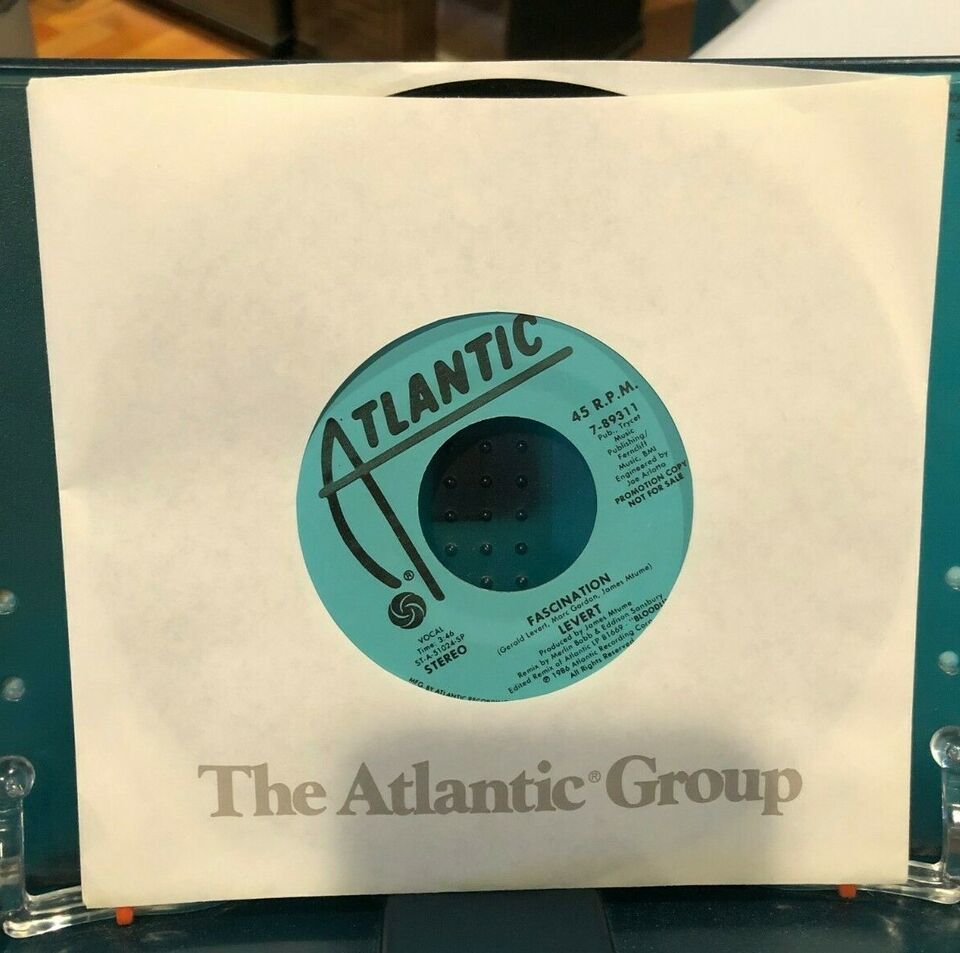 ATLANTIC
®
45 R.P.M.
7-89311
Pub., Trycet
Music
Publishing/
Ferncliff
Music, BMI
Engineered by
Joe Arlotta
PROMOTION COPY
NOT FOR SALE
VOCAL
Time: 3:46
ST-A-51024-SP
STEREO
FASCINATION
(Gerald Levert, Marc Gordon, James Mtume)
LEVERT
Produced by James Mtume
Remix by Merlin Bobb & Eddison Sainsbury
Edited Remix of Atlantic LP 81669
℗ 1986 Atlantic Recording Corp.
All Rights Reserved
MFG. BY ATLANTIC
The Atlantic® Group